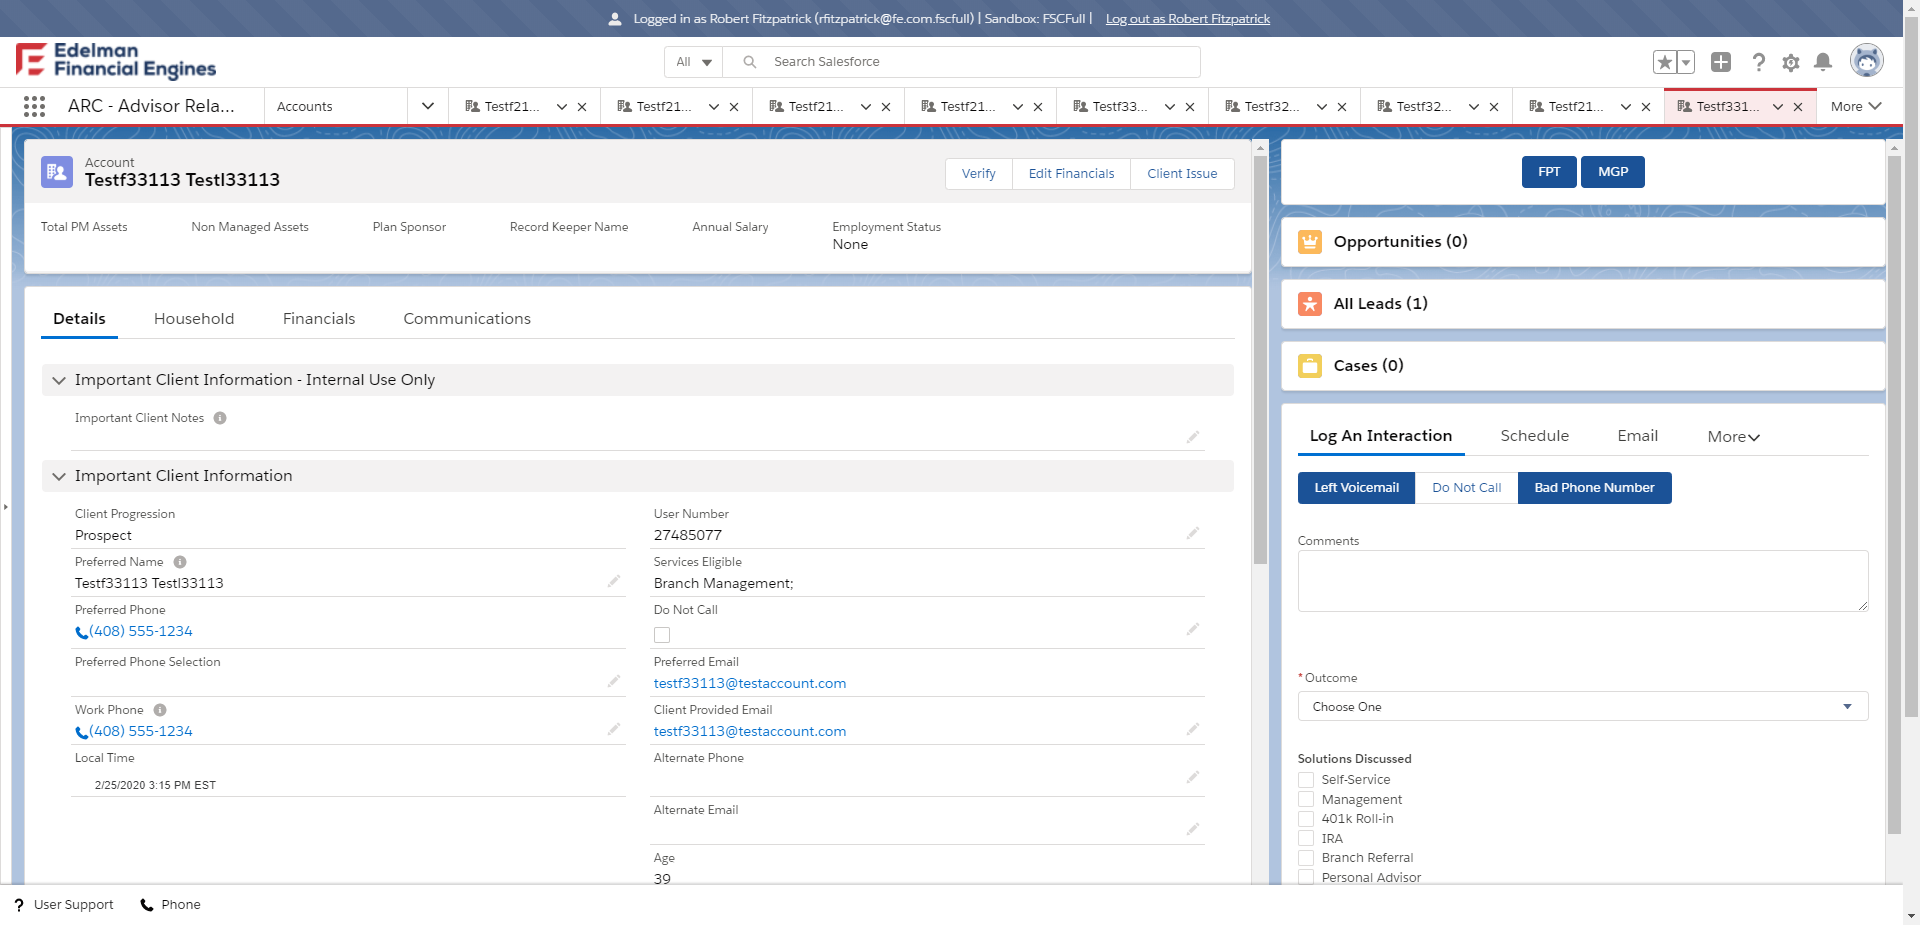 Logged in as Robert Fitzpatrick (rfitzpatrick@fe.com.fscfull) | Sandbox: FSCFull | Log out as Robert Fitzpatrick
Edelman
Financial Engines
All
Search Salesforce
ARC - Advisor Rela...
Accounts
Testf21...
Testf21...
Testf21...
Testf21...
Testf33...
Testf32...
Testf32...
Testf21...
Testf331...
More
Account
Testf33113 Testl33113
Verify
Edit Financials
Client Issue
Total PM Assets
Non Managed Assets
Plan Sponsor
Record Keeper Name
Annual Salary
Employment Status
None
Details
Household
Financials
Communications
Important Client Information - Internal Use Only
Important Client Notes
Important Client Information
Client Progression
Prospect
User Number
27485077
Preferred Name
Testf33113 Testl33113
Services Eligible
Branch Management;
Preferred Phone
(408) 555-1234
Do Not Call
Preferred Phone Selection
Preferred Email
testf33113@testaccount.com
Work Phone
(408) 555-1234
Client Provided Email
testf33113@testaccount.com
Local Time
2/25/2020 3:15 PM EST
Alternate Phone
Alternate Email
Age
39
FPT
MGP
Opportunities (0)
All Leads (1)
Cases (0)
Log An Interaction
Schedule
Email
More
Left Voicemail
Do Not Call
Bad Phone Number
Comments
*Outcome
Choose One
Solutions Discussed
Self-Service
Management
401k Roll-in
IRA
Branch Referral
Personal Advisor
? User Support
Phone